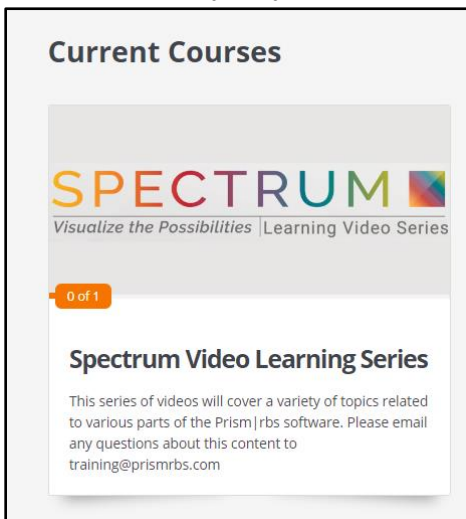 Current Courses
SPECTRUM
Visualize the Possibilities | Learning Video Series
0 of 1
Spectrum Video Learning Series
This series of videos will cover a variety of topics related
to various parts of the Prism|rbs software. Please email
any questions about this content to
training@prismrbs.com